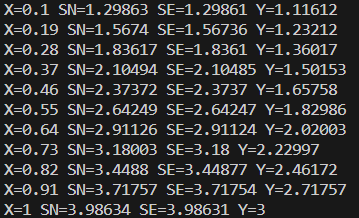 X=0.1 SN=1.29863 SE=1.29861 Y=1.11612
X=0.19 SN=1.5674 SE=1.56736 Y=1.23212
X=0.28 SN=1.83617 SE=1.8361 Y=1.36017
X=0.37 SN=2.10494 SE=2.10485 Y=1.50153
X=0.46 SN=2.37372 SE=2.3737 Y=1.65758
X=0.55 SN=2.64249 SE=2.64247 Y=1.82986
X=0.64 SN=2.91126 SE=2.91124 Y=2.02003
X=0.73 SN=3.18003 SE=3.18 Y=2.22997
X=0.82 SN=3.4488 SE=3.44877 Y=2.46172
X=0.91 SN=3.71757 SE=3.71754 Y=2.71757
X=1 SN=3.98634 SE=3.98631 Y=3